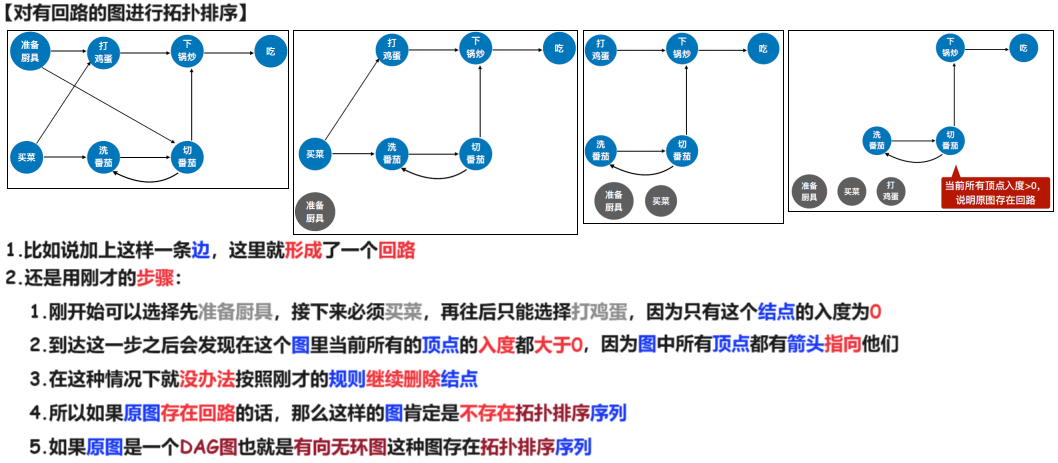 【对有回路的图进行拓扑排序】
准备
厨具
打
鸡蛋
下
锅炒
吃
买菜
洗
番茄
切
番茄
打
鸡蛋
下
锅炒
吃
买菜
洗
番茄
切
番茄
准备
厨具
打
鸡蛋
下
锅炒
吃
洗
番茄
切
番茄
准备
厨具
买菜
下
锅炒
吃
洗
番茄
切
番茄
准备
厨具
买菜
打
鸡蛋
当前所有顶点入度>0，
说明原图存在回路
1.比如说加上这样一条边，这里就形成了一个回路
2.还是用刚才的步骤：
1.刚开始可以选择先准备厨具，接下来必须买菜，再往后只能选择打鸡蛋，因为只有这个结点的入度为0
2.到达这一步之后会发现在这个图里当前所有的顶点的入度都大于0，因为图中所有顶点都有箭头指向他们
3.在这种情况下就没办法按照刚才的规则继续删除结点
4.所以如果原图存在回路的话，那么这样的图肯定是不存在拓扑排序序列
5.如果原图是一个DAG图也就是有向无环图这种图存在拓扑排序序列